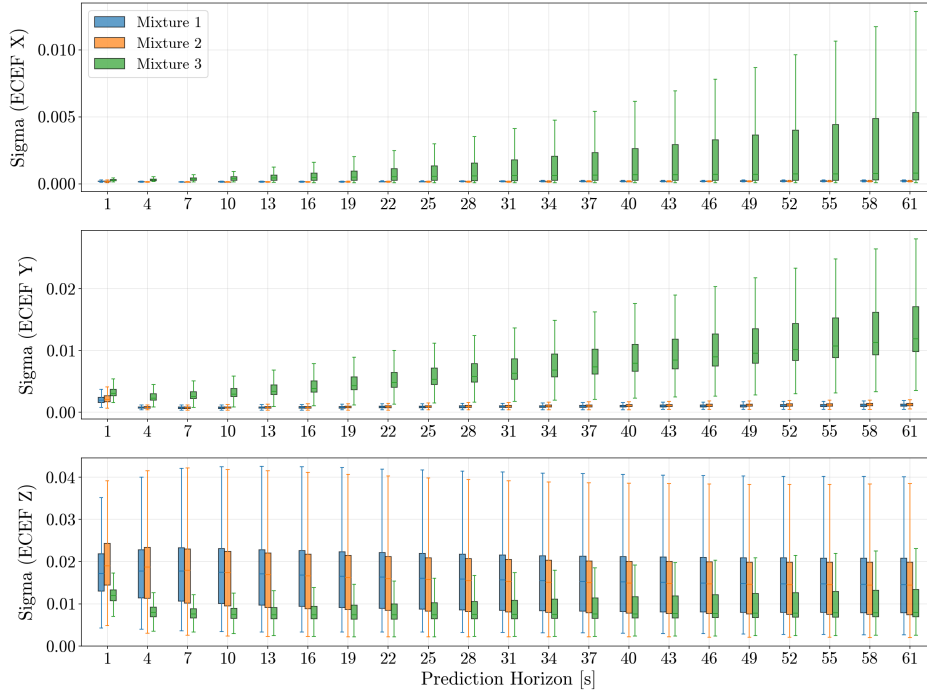 Sigma (ECEF X)
0.010
0.005
0.000
Mixture 1
Mixture 2
Mixture 3
1 4 7 10 13 16 19 22 25 28 31 34 37 40 43 46 49 52 55 58 61
Sigma (ECEF Y)
0.02
0.01
0.00
1 4 7 10 13 16 19 22 25 28 31 34 37 40 43 46 49 52 55 58 61
Sigma (ECEF Z)
0.04
0.03
0.02
0.01
0.00
1 4 7 10 13 16 19 22 25 28 31 34 37 40 43 46 49 52 55 58 61
Prediction Horizon [s]